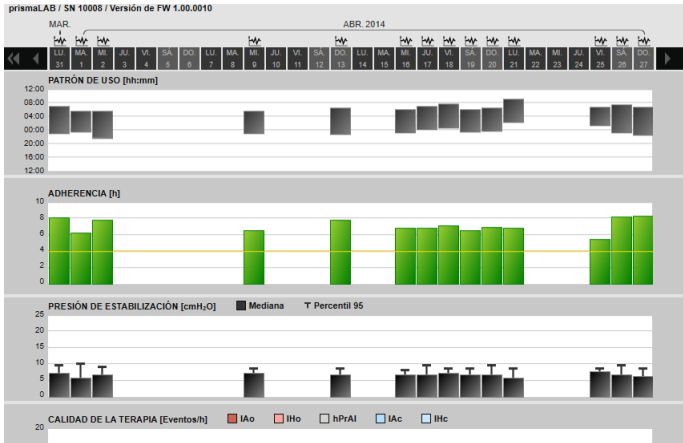 prismaLAB / SN 10008 / Versión de FW 1.00.0010
MAR. ABR. 2014
LU. MA. MI. JU. VI. SÁ. DO. LU. MA. MI. JU. VI. SÁ. DO. LU. MA. MI. JU. VI. SÁ. DO. LU. MA. MI. JU. VI. SÁ. DO.
31 1 2 3 4 5 6 7 8 9 10 11 12 13 14 15 16 17 18 19 20 21 22 23 24 25 26 27
PATRÓN DE USO [hh:mm]
12:00
08:00
04:00
00:00
20:00
16:00
12:00
ADHERENCIA [h]
10
8
6
4
2
0
PRESIÓN DE ESTABILIZACIÓN [cmH₂O] Mediana Percentil 95
25
20
15
10
5
0
CALIDAD DE LA TERAPIA [Eventos/h] IAo IHo hPrAI IAc IHc
20